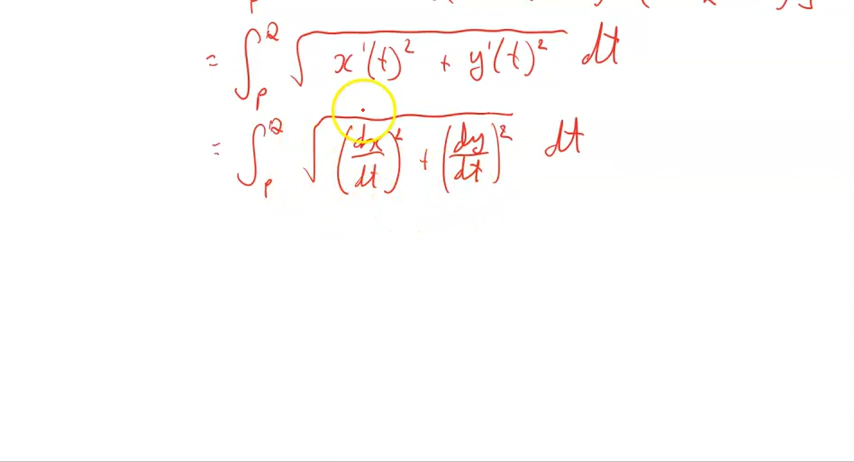 = ∫_P^Q √(x'(t)² + y'(t)²) dt
= ∫_P^Q √((dx/dt)² + (dy/dt)²) dt